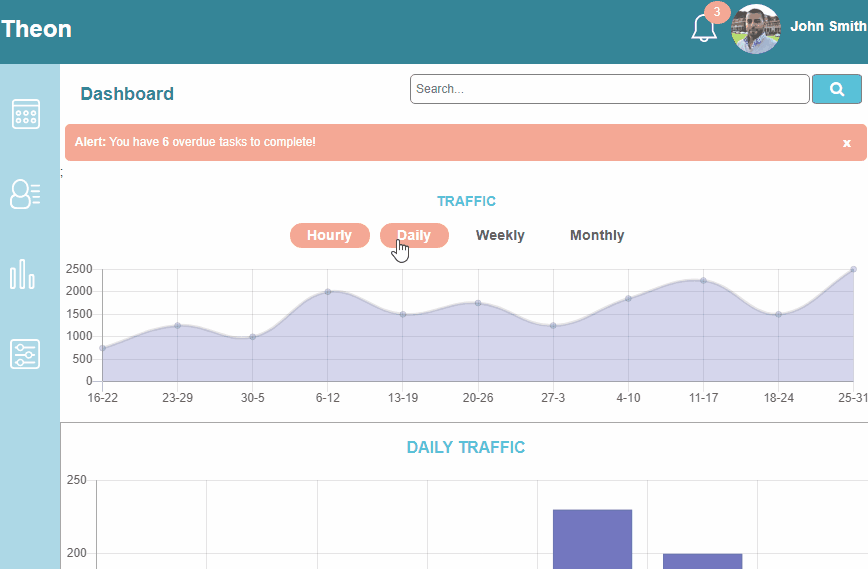 Theon
3
John Smith
Dashboard
Search...
Alert: You have 6 overdue tasks to complete!
x
;
TRAFFIC
Hourly Daily Weekly Monthly
2500
2000
1500
1000
500
0
16-22 23-29 30-5 6-12 13-19 20-26 27-3 4-10 11-17 18-24 25-31
DAILY TRAFFIC
250
200